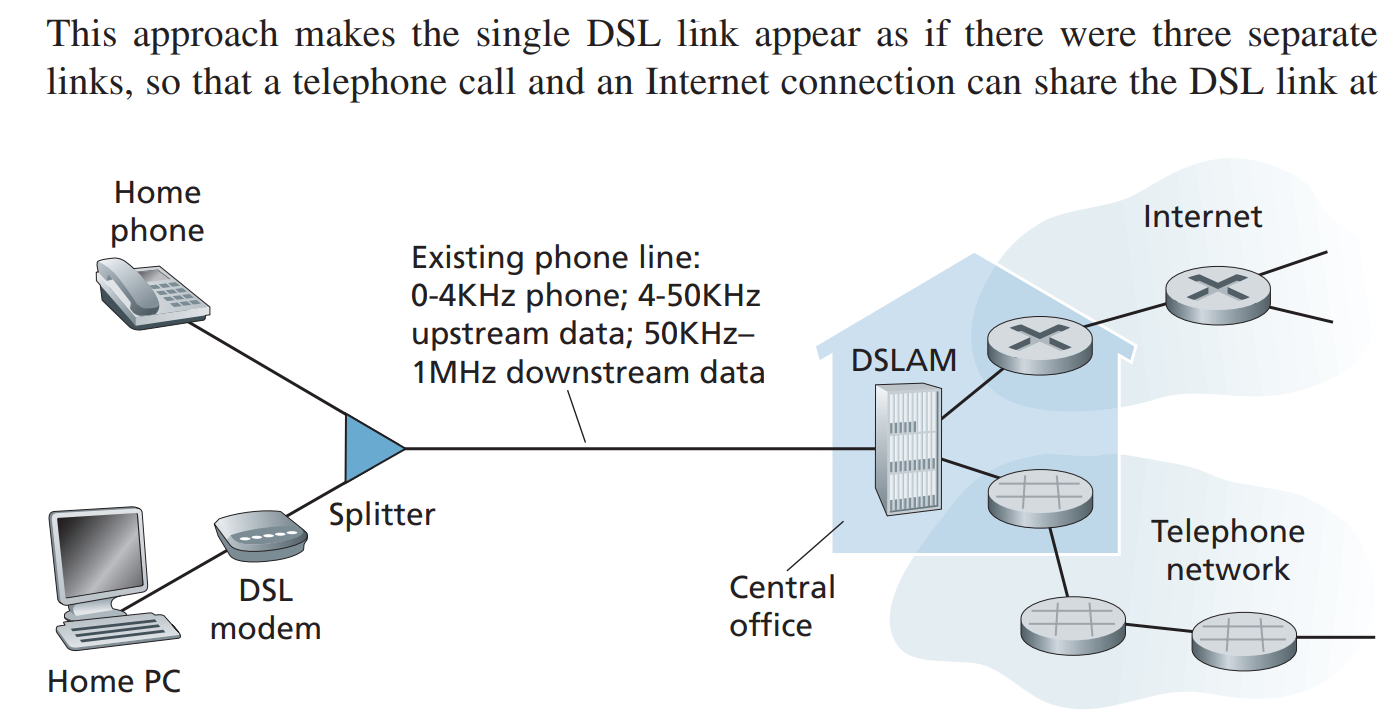 This approach makes the single DSL link appear as if there were three separate
links, so that a telephone call and an Internet connection can share the DSL link at
Home
phone
Internet
Existing phone line:
0-4KHz phone; 4-50KHz
upstream data; 50KHz–
1MHz downstream data
DSLAM
Splitter
Telephone
network
DSL
modem
Central
office
Home PC